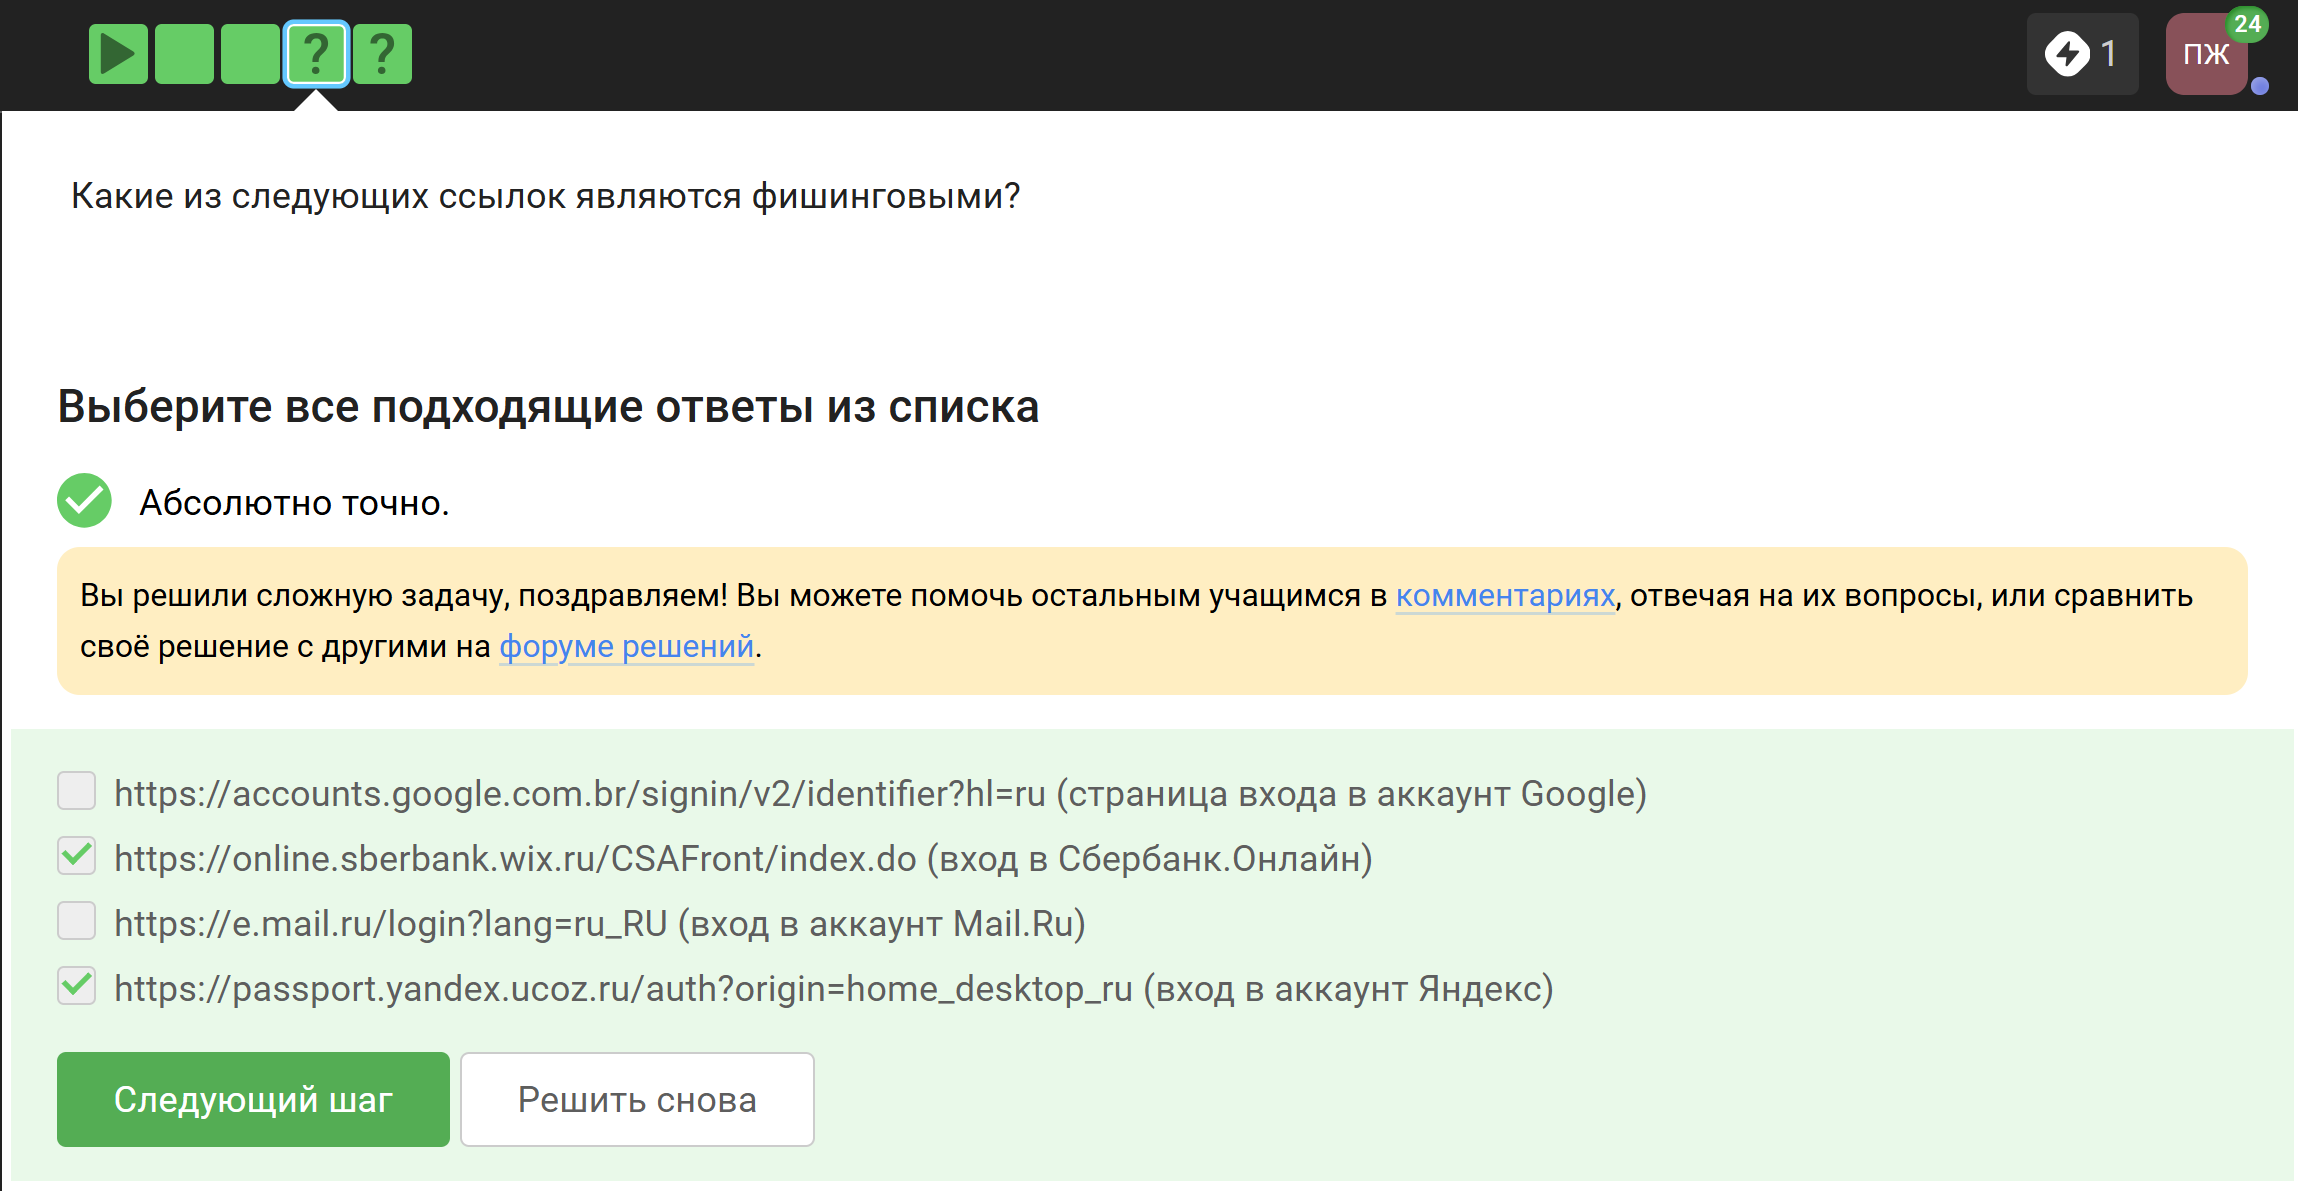 ? ?
1
ПЖ
24
Какие из следующих ссылок являются фишинговыми?
Выберите все подходящие ответы из списка
Абсолютно точно.
Вы решили сложную задачу, поздравляем! Вы можете помочь остальным учащимся в комментариях, отвечая на их вопросы, или сравнить
своё решение с другими на форуме решений.
https://accounts.google.com.br/signin/v2/identifier?hl=ru (страница входа в аккаунт Google)
https://online.sberbank.wix.ru/CSAFront/index.do (вход в Сбербанк.Онлайн)
https://e.mail.ru/login?lang=ru_RU (вход в аккаунт Mail.Ru)
https://passport.yandex.ucoz.ru/auth?origin=home_desktop_ru (вход в аккаунт Яндекс)
Следующий шаг
Решить снова